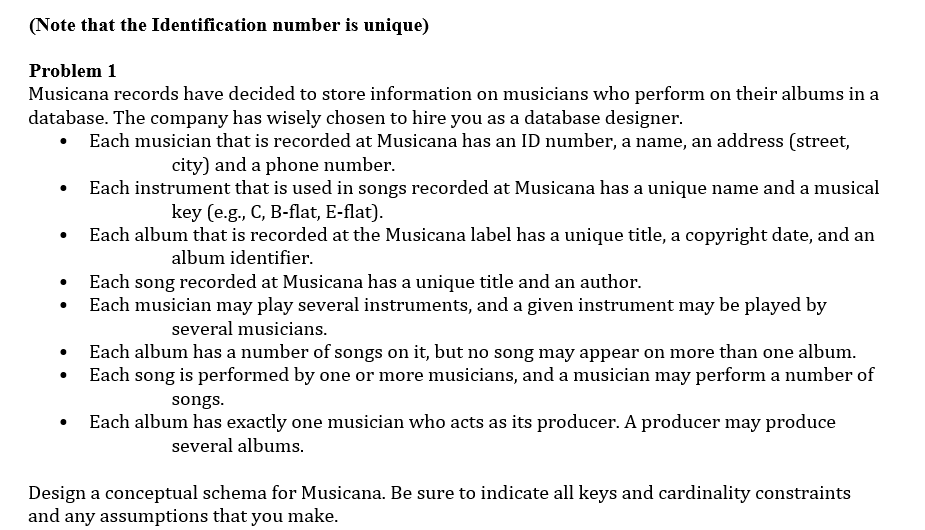 (Note that the Identification number is unique)
Problem 1
Musicana records have decided to store information on musicians who perform on their albums in a
database. The company has wisely chosen to hire you as a database designer.
• Each musician that is recorded at Musicana has an ID number, a name, an address (street,
city) and a phone number.
• Each instrument that is used in songs recorded at Musicana has a unique name and a musical
key (e.g., C, B-flat, E-flat).
• Each album that is recorded at the Musicana label has a unique title, a copyright date, and an
album identifier.
• Each song recorded at Musicana has a unique title and an author.
• Each musician may play several instruments, and a given instrument may be played by
several musicians.
• Each album has a number of songs on it, but no song may appear on more than one album.
• Each song is performed by one or more musicians, and a musician may perform a number of
songs.
• Each album has exactly one musician who acts as its producer. A producer may produce
several albums.
Design a conceptual schema for Musicana. Be sure to indicate all keys and cardinality constraints
and any assumptions that you make.